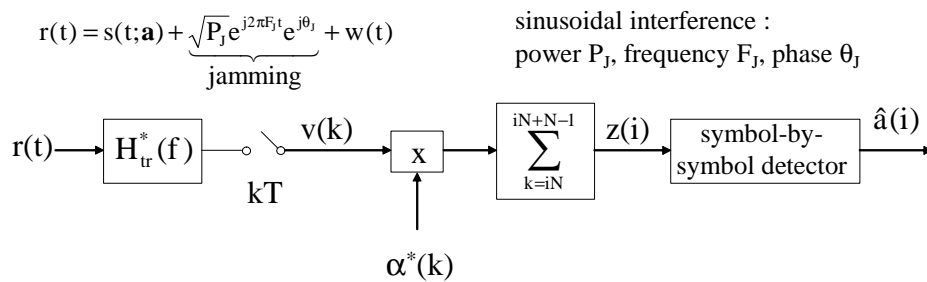 r(t) = s(t;a) + √P_J e^{j2πF_J t} e^{jθ_J} + w(t)
jamming
sinusoidal interference :
power P_J, frequency F_J, phase θ_J
r(t) H*_tr(f) v(k) x ∑_{k=iN}^{iN+N−1} z(i) symbol-by-
symbol detector â(i)
kT
α*(k)